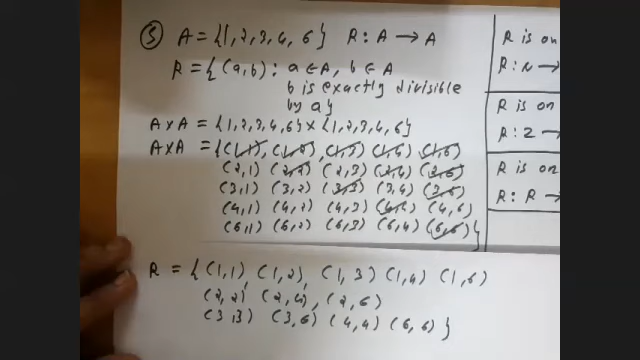 5 A = {1,2,3,4,6} R : A → A
R = {(a,b) : a ∈ A, b ∈ A
b is exactly divisible
by a}
A×A = {1,2,3,4,6} × {1,2,3,4,6}
A×A = {(1,1), (1,2), (1,3) (1,4) (1,6)
(2,1) (2,2) (2,3) (2,4) (2,6)
(3,1) (3,2) (3,3) (3,4) (3,6)
(4,1) (4,2) (4,3) (4,4) (4,6)
(6,1) (6,2) (6,3) (6,4) (6,6)}
R = {(1,1), (1,2), (1,3) (1,4) (1,6)
(2,2) (2,4), (2,6)
(3,3) (3,6) (4,4) (6,6)}
R is on
R : N →
R is on
R : Z →
R is on
R : R →